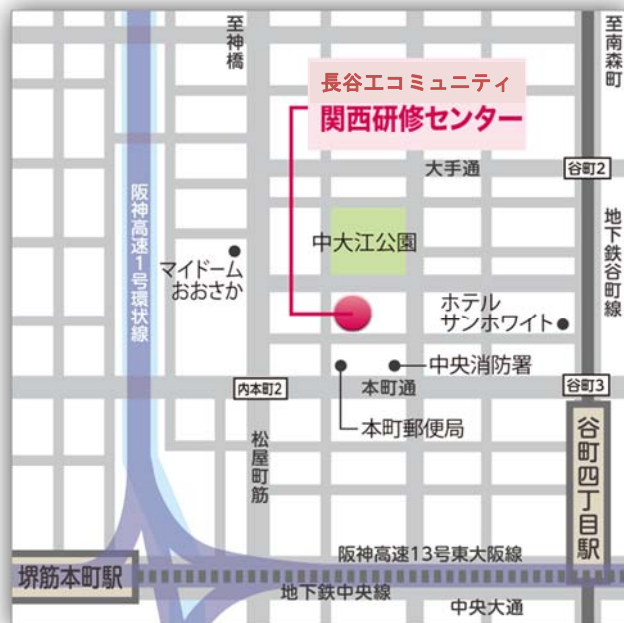 至神橋
至南森町
長谷工コミュニティ
関西研修センター
大手通
谷町2
阪神高速1号環状線
地下鉄谷町線
中大江公園
マイドーム
おおさか
ホテル
サンホワイト
中央消防署
内本町2
本町通
谷町3
本町郵便局
松屋町筋
谷町四丁目駅
阪神高速13号東大阪線
堺筋本町駅
地下鉄中央線
中央大通